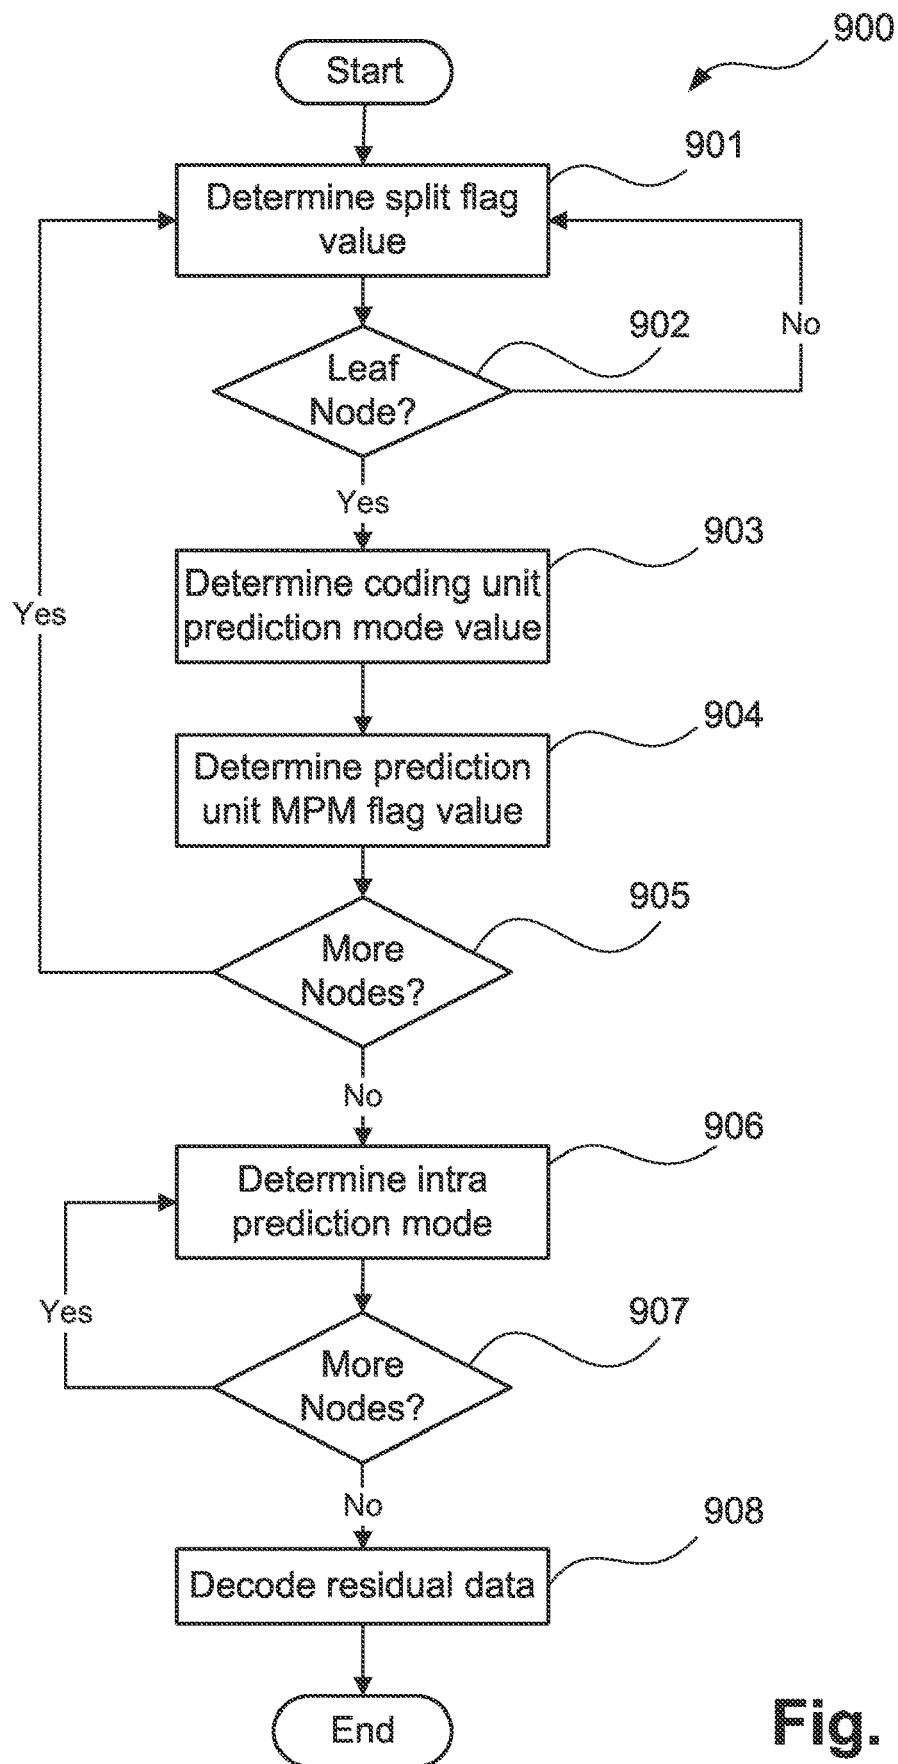 900
Start
901
Determine split flag
value
902
Leaf
Node?
No
Yes
903
Determine coding unit
prediction mode value
Yes
904
Determine prediction
unit MPM flag value
905
More
Nodes?
No
906
Determine intra
prediction mode
Yes
907
More
Nodes?
No
908
Decode residual data
End
Fig.